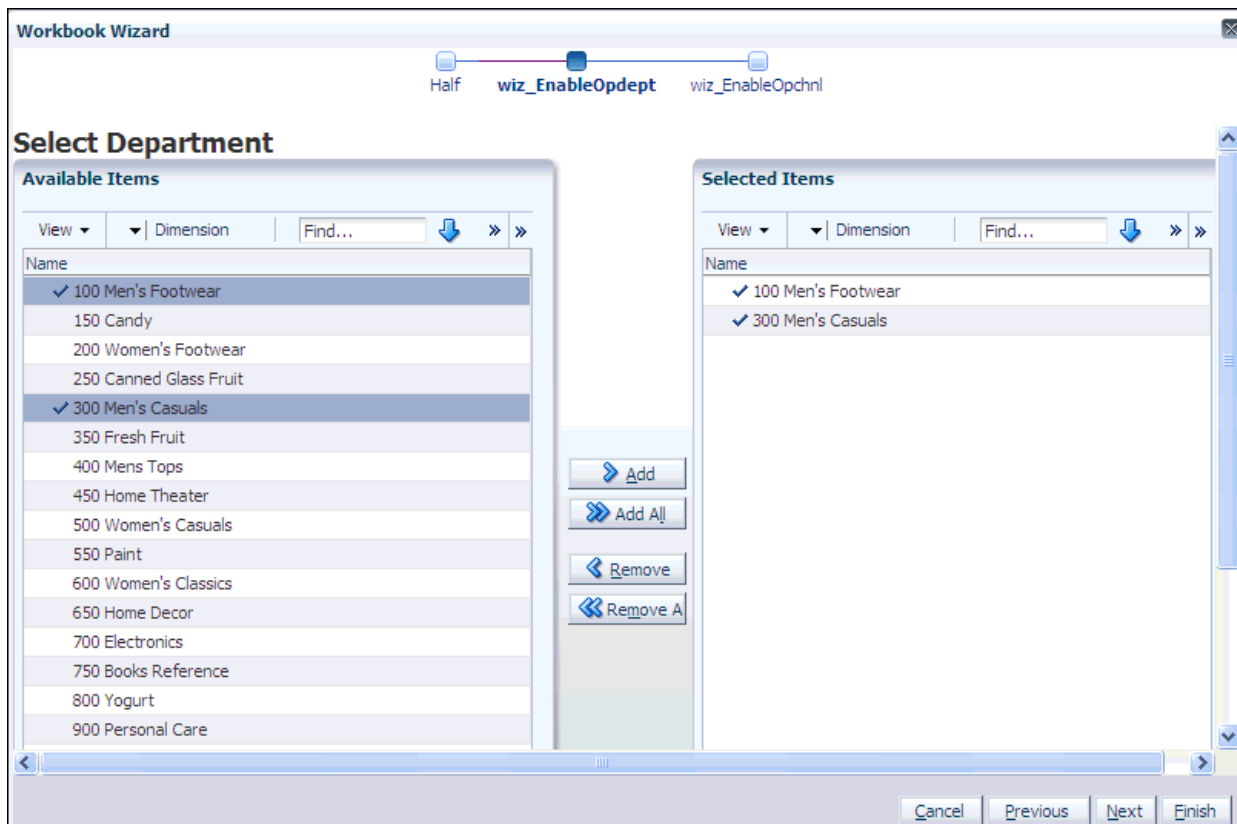 Workbook Wizard
Half
wiz_EnableOpdept
wiz_EnableOpchnl
Select Department
Available Items
View
Dimension
Find...
Name
100 Men's Footwear
150 Candy
200 Women's Footwear
250 Canned Glass Fruit
300 Men's Casuals
350 Fresh Fruit
400 Mens Tops
450 Home Theater
500 Women's Casuals
550 Paint
600 Women's Classics
650 Home Decor
700 Electronics
750 Books Reference
800 Yogurt
900 Personal Care
Add
Add All
Remove
Remove A
Selected Items
View
Dimension
Find...
Name
100 Men's Footwear
300 Men's Casuals
Cancel
Previous
Next
Finish